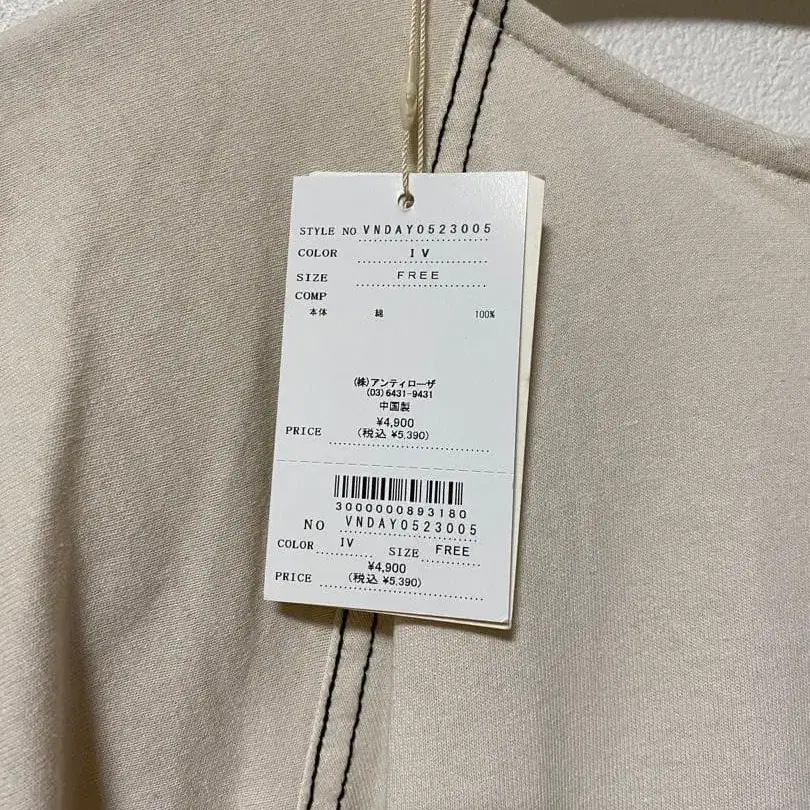 STYLE NO VNDAY0523005
COLOR IV
SIZE FREE
COMP
本体 綿 100%
(株)アンティローザ
(03)6431-9431
中国製
¥4,900
PRICE (税込 ¥5,390)
3000000893180
NO VNDAY0523005
COLOR IV SIZE FREE
¥4,900
PRICE (税込 ¥5,390)